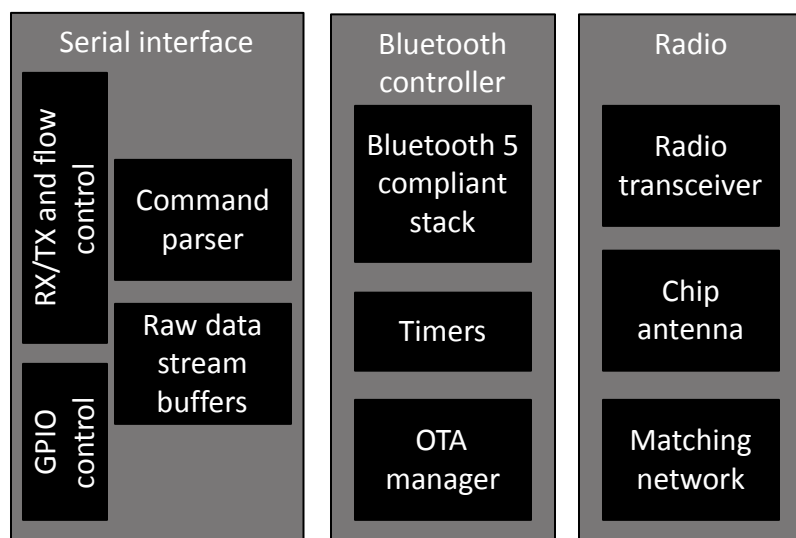 Serial interface
RX/TX and flow
control
Command
parser
Raw data
stream
buffers
GPIO
control
Bluetooth
controller
Bluetooth 5
compliant
stack
Timers
OTA
manager
Radio
Radio
transceiver
Chip
antenna
Matching
network